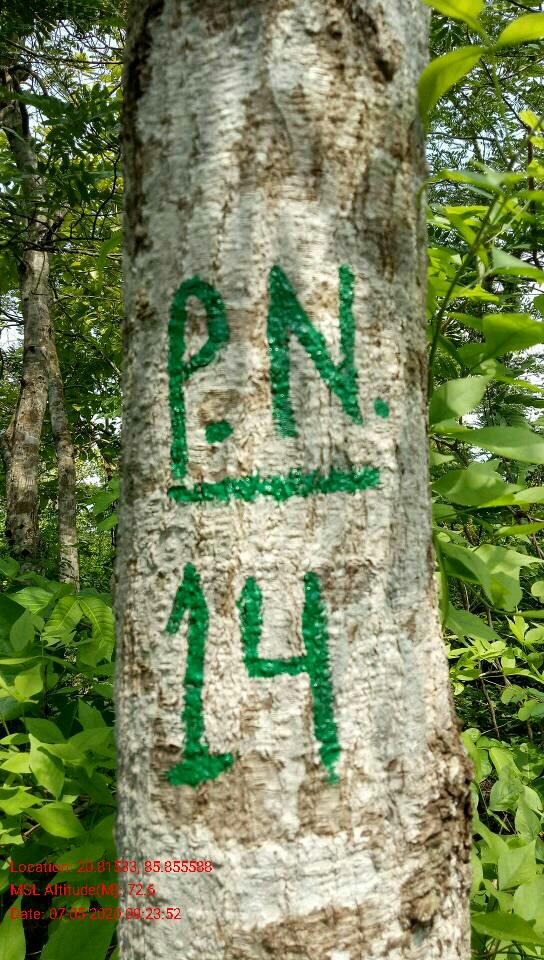 P.N.
14
Location: 20.81533, 85.855588
MSL Altitude(M): 72.6
Date: 07-05-2020 09:23:52